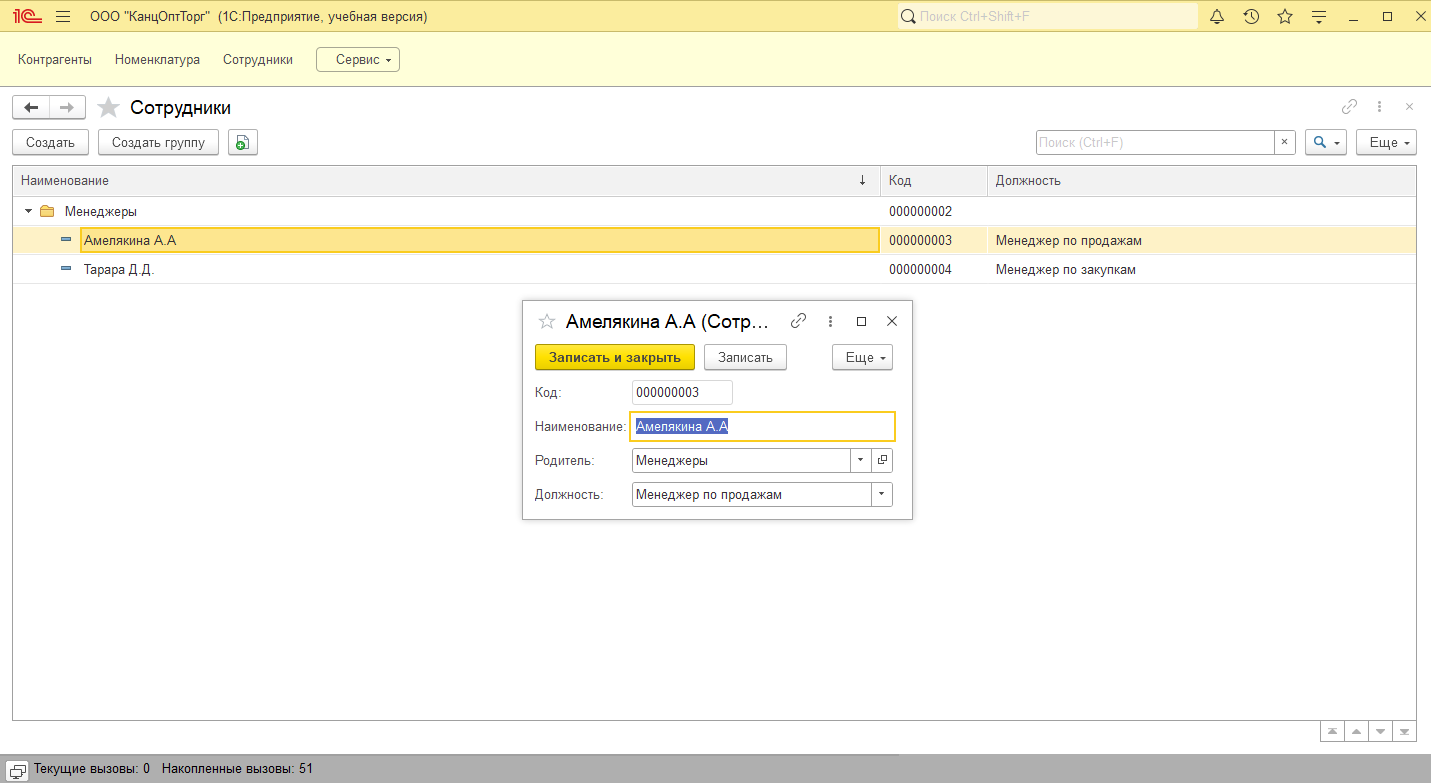 1С ООО "КанцОптТорг" (1С:Предприятие, учебная версия) Поиск Ctrl+Shift+F
Контрагенты Номенклатура Сотрудники Сервис
Сотрудники
Создать Создать группу Поиск (Ctrl+F) × Еще
Наименование ↓ Код Должность
Менеджеры 000000002
Амелякина А.А 000000003 Менеджер по продажам
Тарара Д.Д. 000000004 Менеджер по закупкам
Амелякина А.А (Сотр...
Записать и закрыть Записать Еще
Код: 000000003
Наименование: Амелякина А.А
Родитель: Менеджеры
Должность: Менеджер по продажам
Текущие вызовы: 0 Накопленные вызовы: 51